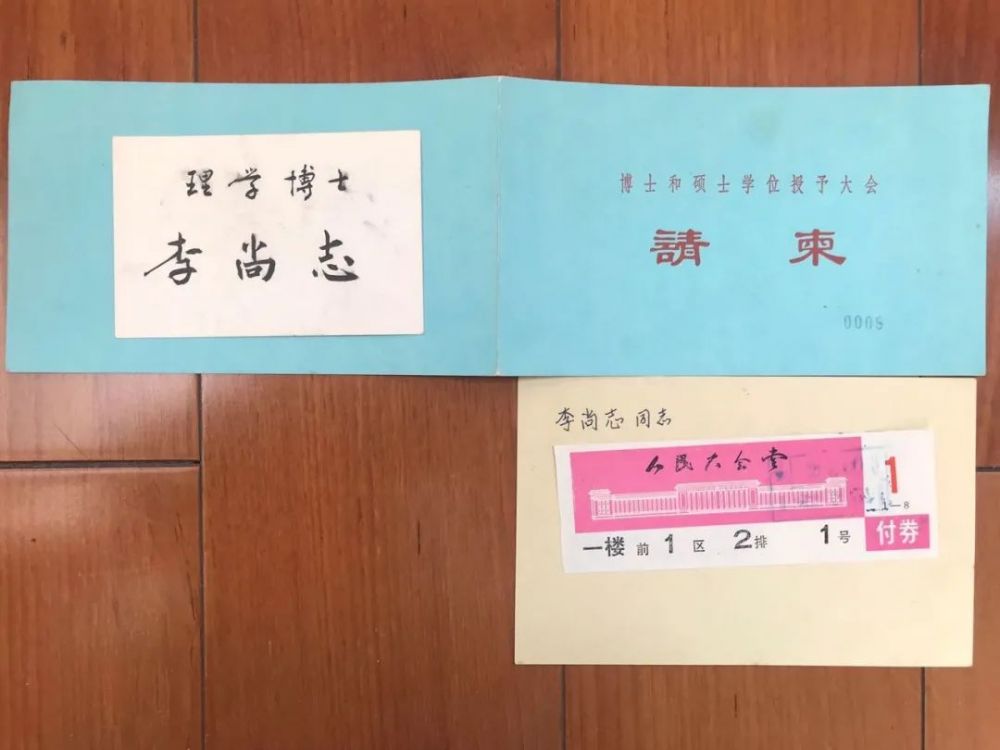 理学博士
李尚志
博士和硕士学位授予大会
請柬
0008
李尚志 同志
人民大会堂
1
1—8
一楼 前 1 区 2排 1号
付券